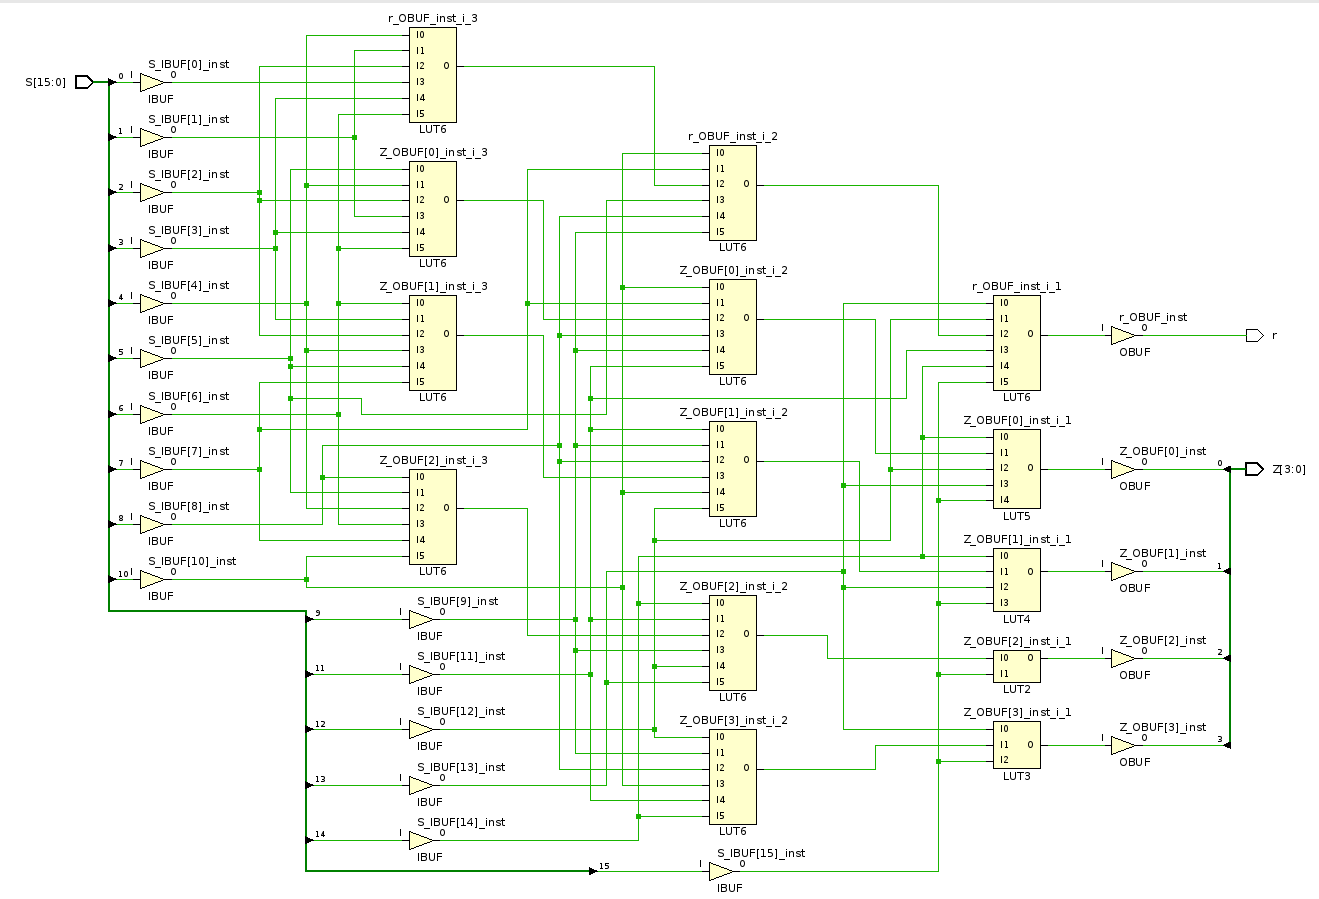 r_OBUF_inst_i_3
I0
I1
I2
O
I3
I4
I5
LUT6
S[15:0]
0
I
S_IBUF[0]_inst
O
IBUF
1
I
S_IBUF[1]_inst
O
IBUF
2
I
S_IBUF[2]_inst
O
IBUF
3
I
S_IBUF[3]_inst
O
IBUF
4
I
S_IBUF[4]_inst
O
IBUF
5
I
S_IBUF[5]_inst
O
IBUF
6
I
S_IBUF[6]_inst
O
IBUF
7
I
S_IBUF[7]_inst
O
IBUF
8
I
S_IBUF[8]_inst
O
IBUF
10
I
S_IBUF[10]_inst
O
IBUF
Z_OBUF[0]_inst_i_3
I0
I1
I2
O
I3
I4
I5
LUT6
Z_OBUF[1]_inst_i_3
I0
I1
I2
O
I3
I4
I5
LUT6
Z_OBUF[2]_inst_i_3
I0
I1
I2
O
I3
I4
I5
LUT6
9
I
S_IBUF[9]_inst
O
IBUF
11
I
S_IBUF[11]_inst
O
IBUF
12
I
S_IBUF[12]_inst
O
IBUF
13
I
S_IBUF[13]_inst
O
IBUF
14
I
S_IBUF[14]_inst
O
IBUF
15
I
S_IBUF[15]_inst
O
IBUF
r_OBUF_inst_i_2
I0
I1
I2
O
I3
I4
I5
LUT6
Z_OBUF[0]_inst_i_2
I0
I1
I2
O
I3
I4
I5
LUT6
Z_OBUF[1]_inst_i_2
I0
I1
I2
O
I3
I4
I5
LUT6
Z_OBUF[2]_inst_i_2
I0
I1
I2
O
I3
I4
I5
LUT6
Z_OBUF[3]_inst_i_2
I0
I1
I2
O
I3
I4
I5
LUT6
r_OBUF_inst_i_1
I0
I1
I2
O
I3
I4
I5
LUT6
Z_OBUF[0]_inst_i_1
I0
I1
I2
O
I3
I4
LUT5
Z_OBUF[1]_inst_i_1
I0
I1
O
I2
I3
LUT4
Z_OBUF[2]_inst_i_1
I0
O
I1
LUT2
Z_OBUF[3]_inst_i_1
I0
I1
O
I2
LUT3
r_OBUF_inst
I
O
OBUF
r
Z_OBUF[0]_inst
I
O
OBUF
0
Z[3:0]
Z_OBUF[1]_inst
I
O
OBUF
1
Z_OBUF[2]_inst
I
O
OBUF
2
Z_OBUF[3]_inst
I
O
OBUF
3